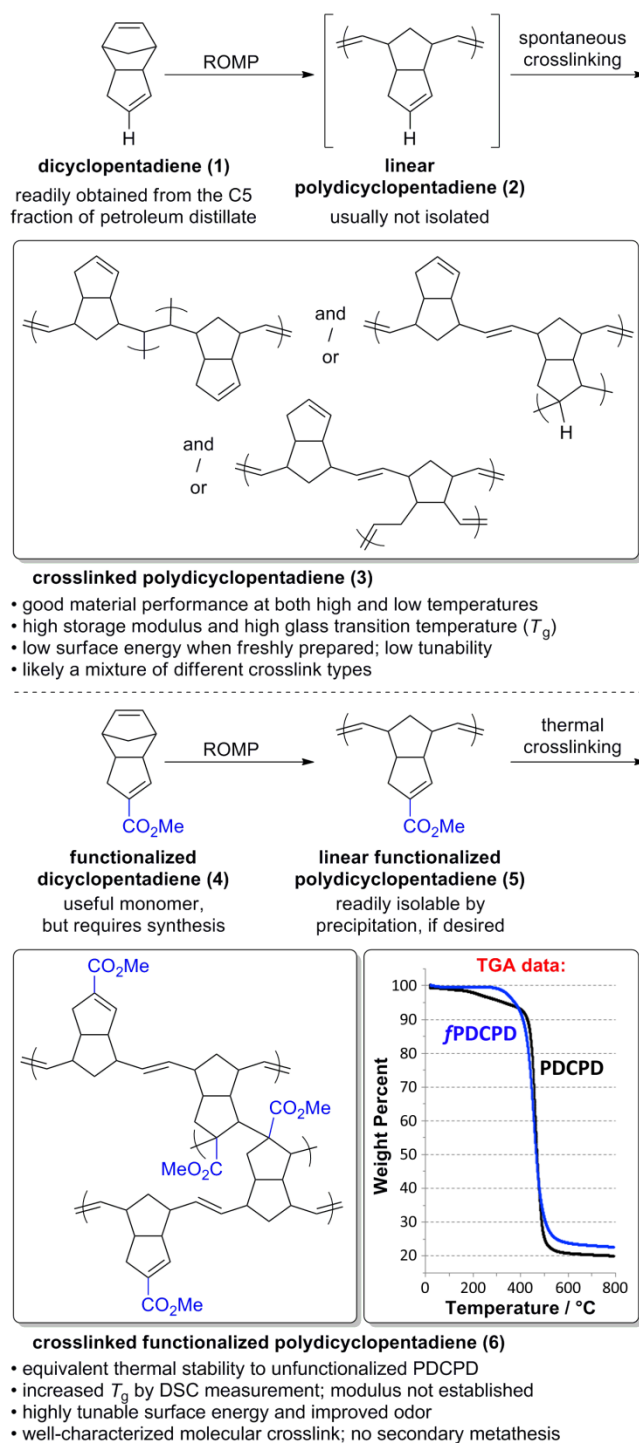 ROMP
spontaneous
crosslinking
H
H
dicyclopentadiene (1)
readily obtained from the C5
fraction of petroleum distillate
linear
polydicyclopentadiene (2)
usually not isolated
and
/
or
H
and
/
or
crosslinked polydicyclopentadiene (3)
• good material performance at both high and low temperatures
• high storage modulus and high glass transition temperature (Tg)
• low surface energy when freshly prepared; low tunability
• likely a mixture of different crosslink types
ROMP
thermal
crosslinking
CO2Me
CO2Me
functionalized
dicyclopentadiene (4)
useful monomer,
but requires synthesis
linear functionalized
polydicyclopentadiene (5)
readily isolable by
precipitation, if desired
CO2Me
CO2Me
MeO2C
CO2Me
TGA data:
fPDCPD
PDCPD
Weight Percent
100
90
80
70
60
50
40
30
20
0 200 400 600 800
Temperature / °C
crosslinked functionalized polydicyclopentadiene (6)
• equivalent thermal stability to unfunctionalized PDCPD
• increased Tg by DSC measurement; modulus not established
• highly tunable surface energy and improved odor
• well-characterized molecular crosslink; no secondary metathesis